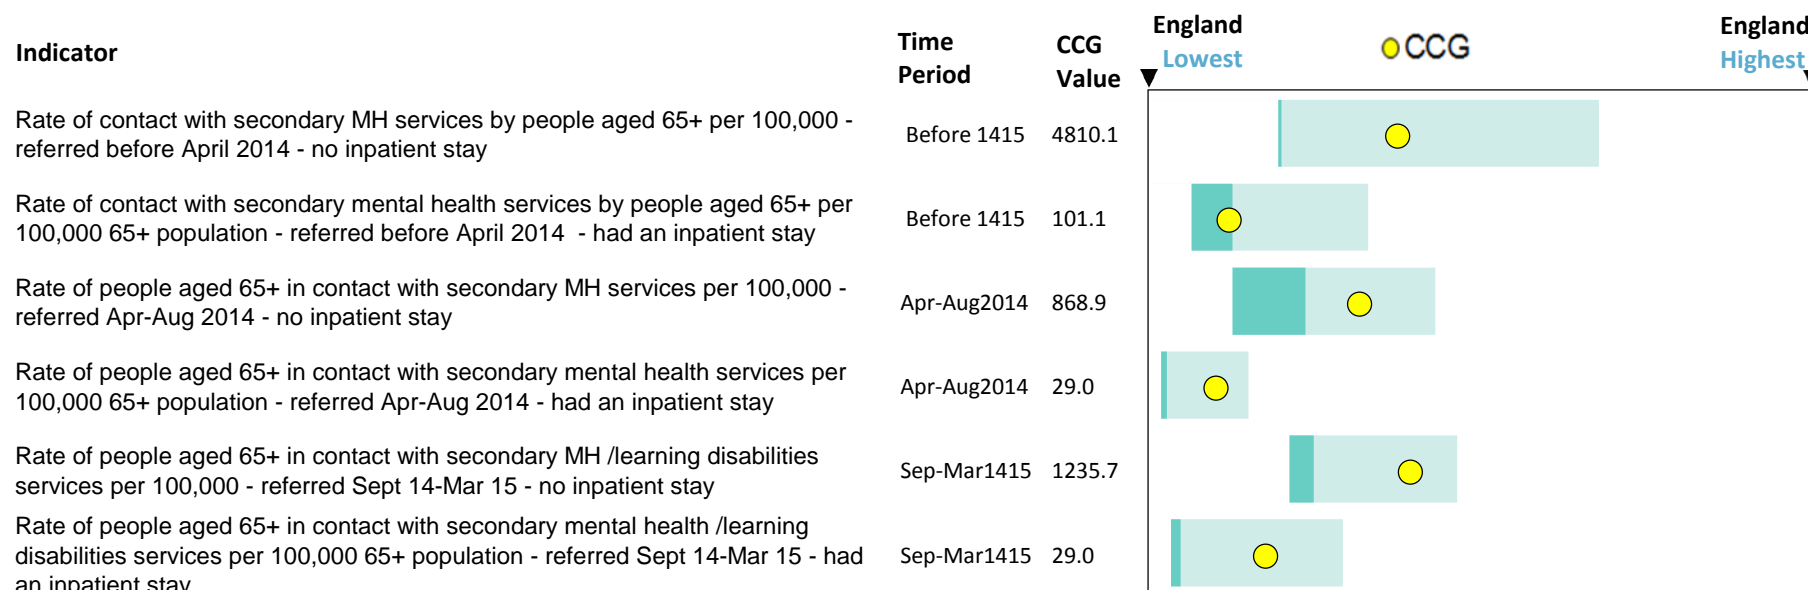 Indicator
Time
Period
CCG
Value
England
Lowest
CCG
England
Highest
Rate of contact with secondary MH services by people aged 65+ per 100,000 -
referred before April 2014 - no inpatient stay
Before 1415
4810.1
Rate of contact with secondary mental health services by people aged 65+ per
100,000 65+ population - referred before April 2014 - had an inpatient stay
Before 1415
101.1
Rate of people aged 65+ in contact with secondary MH services per 100,000 -
referred Apr-Aug 2014 - no inpatient stay
Apr-Aug2014
868.9
Rate of people aged 65+ in contact with secondary mental health services per
100,000 65+ population - referred Apr-Aug 2014 - had an inpatient stay
Apr-Aug2014
29.0
Rate of people aged 65+ in contact with secondary MH /learning disabilities
services per 100,000 - referred Sept 14-Mar 15 - no inpatient stay
Sep-Mar1415
1235.7
Rate of people aged 65+ in contact with secondary mental health /learning
disabilities services per 100,000 65+ population - referred Sept 14-Mar 15 - had
an inpatient stay
Sep-Mar1415
29.0